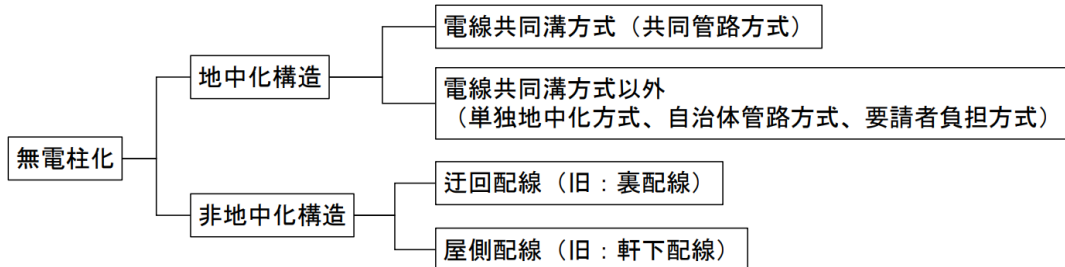 無電柱化
地中化構造
電線共同溝方式（共同管路方式）
電線共同溝方式以外
（単独地中化方式、自治体管路方式、要請者負担方式）
非地中化構造
迂回配線（旧：裏配線）
屋側配線（旧：軒下配線）